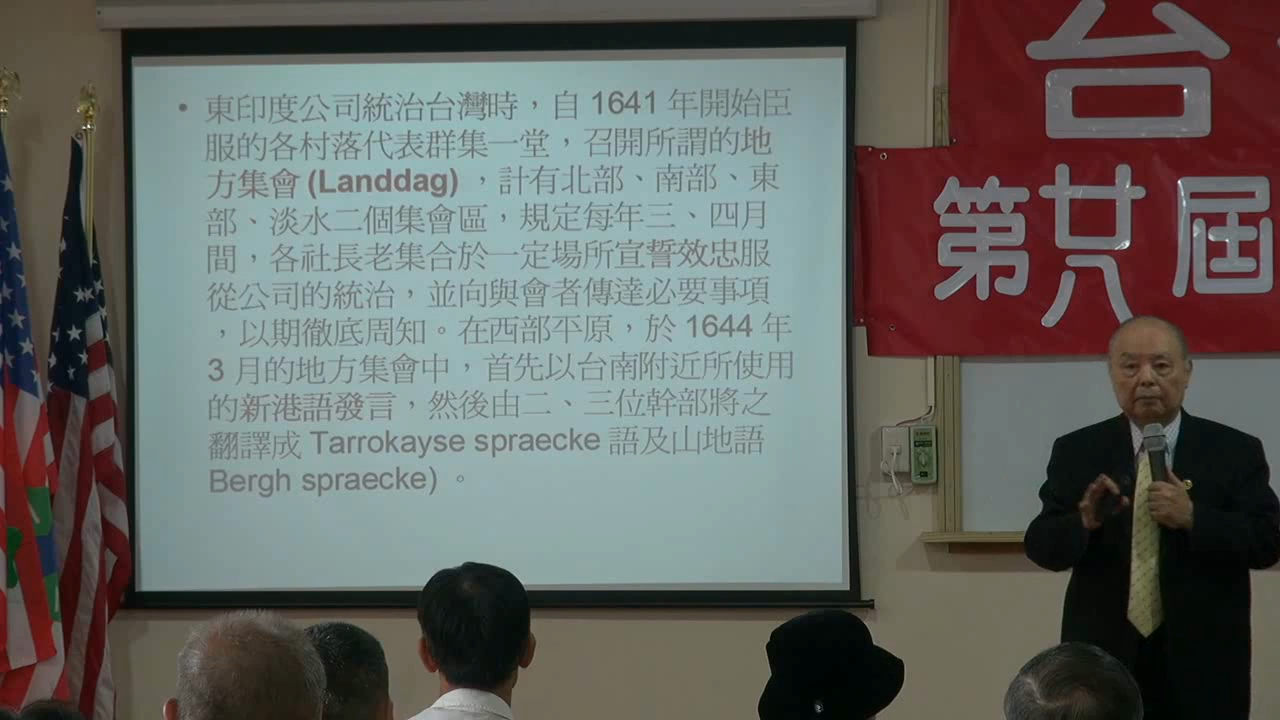 • 東印度公司統治台灣時，自 1641 年開始臣
服的各村落代表群集一堂，召開所謂的地
方集會 (Landdag) ，計有北部、南部、東
部、淡水二個集會區，規定每年三、四月
間，各社長老集合於一定場所宣誓效忠服
從公司的統治，並向與會者傳達必要事項
，以期徹底周知。在西部平原，於 1644 年
3 月的地方集會中，首先以台南附近所使用
的新港語發言，然後由二、三位幹部將之
翻譯成 Tarrokayse spraecke 語及山地語
Bergh spraecke) 。
台
第廿八屆